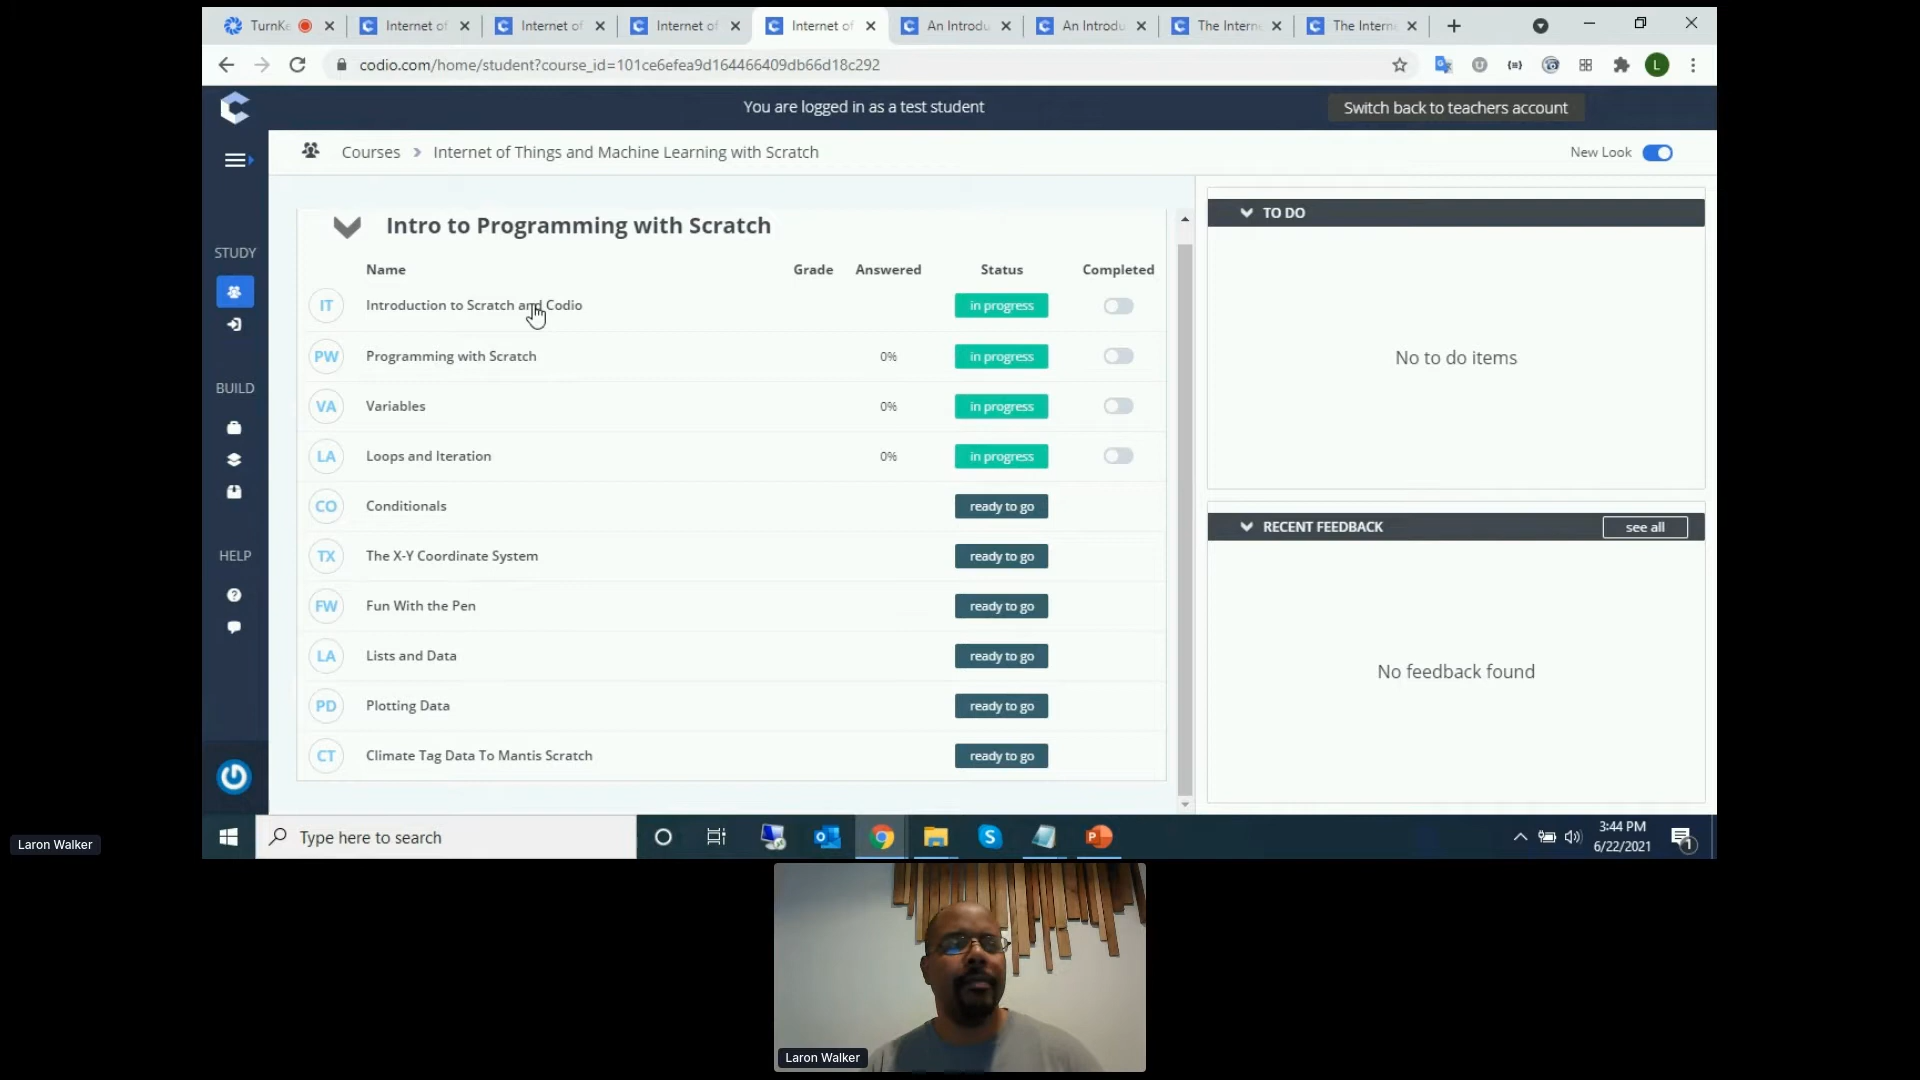 TurnKe
Internet of
Internet of
Internet of
Internet of
An Introdu
An Introdu
The Intern
The Intern
codio.com/home/student?course_id=101ce6efea9d164466409db66d18c292
L
You are logged in as a test student
Switch back to teachers account
Courses > Internet of Things and Machine Learning with Scratch
New Look
STUDY
BUILD
HELP
Intro to Programming with Scratch
Name Grade Answered Status Completed
IT Introduction to Scratch and Codio in progress
PW Programming with Scratch 0% in progress
VA Variables 0% in progress
LA Loops and Iteration 0% in progress
CO Conditionals ready to go
TX The X-Y Coordinate System ready to go
FW Fun With the Pen ready to go
LA Lists and Data ready to go
PD Plotting Data ready to go
CT Climate Tag Data To Mantis Scratch ready to go
TO DO
No to do items
RECENT FEEDBACK see all
No feedback found
Type here to search
3:44 PM
6/22/2021
1
Laron Walker
Laron Walker